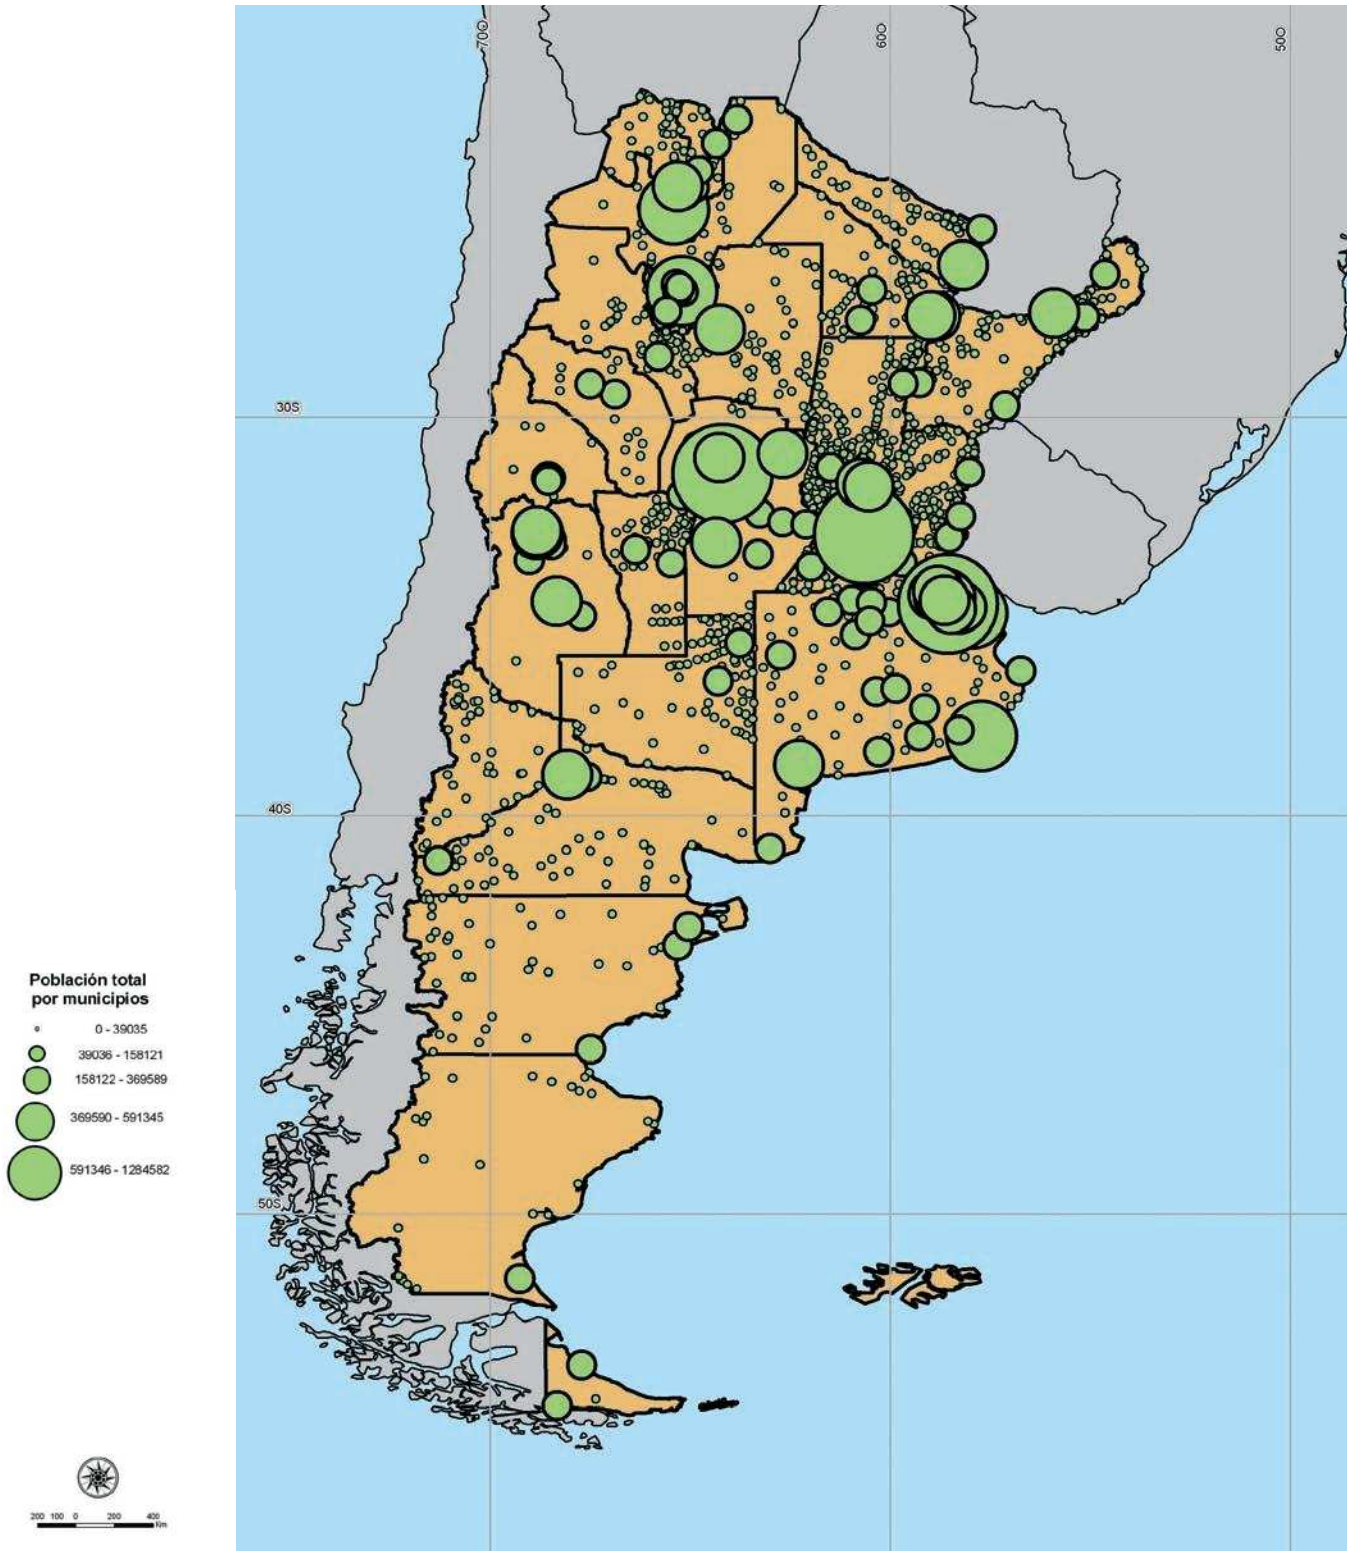 70O
60O
50O
30S
40S
50S
Población total
por municipios
0 - 39035
39036 - 158121
158122 - 369589
369590 - 591345
591346 - 1284582
200 100 0 200 400
Km